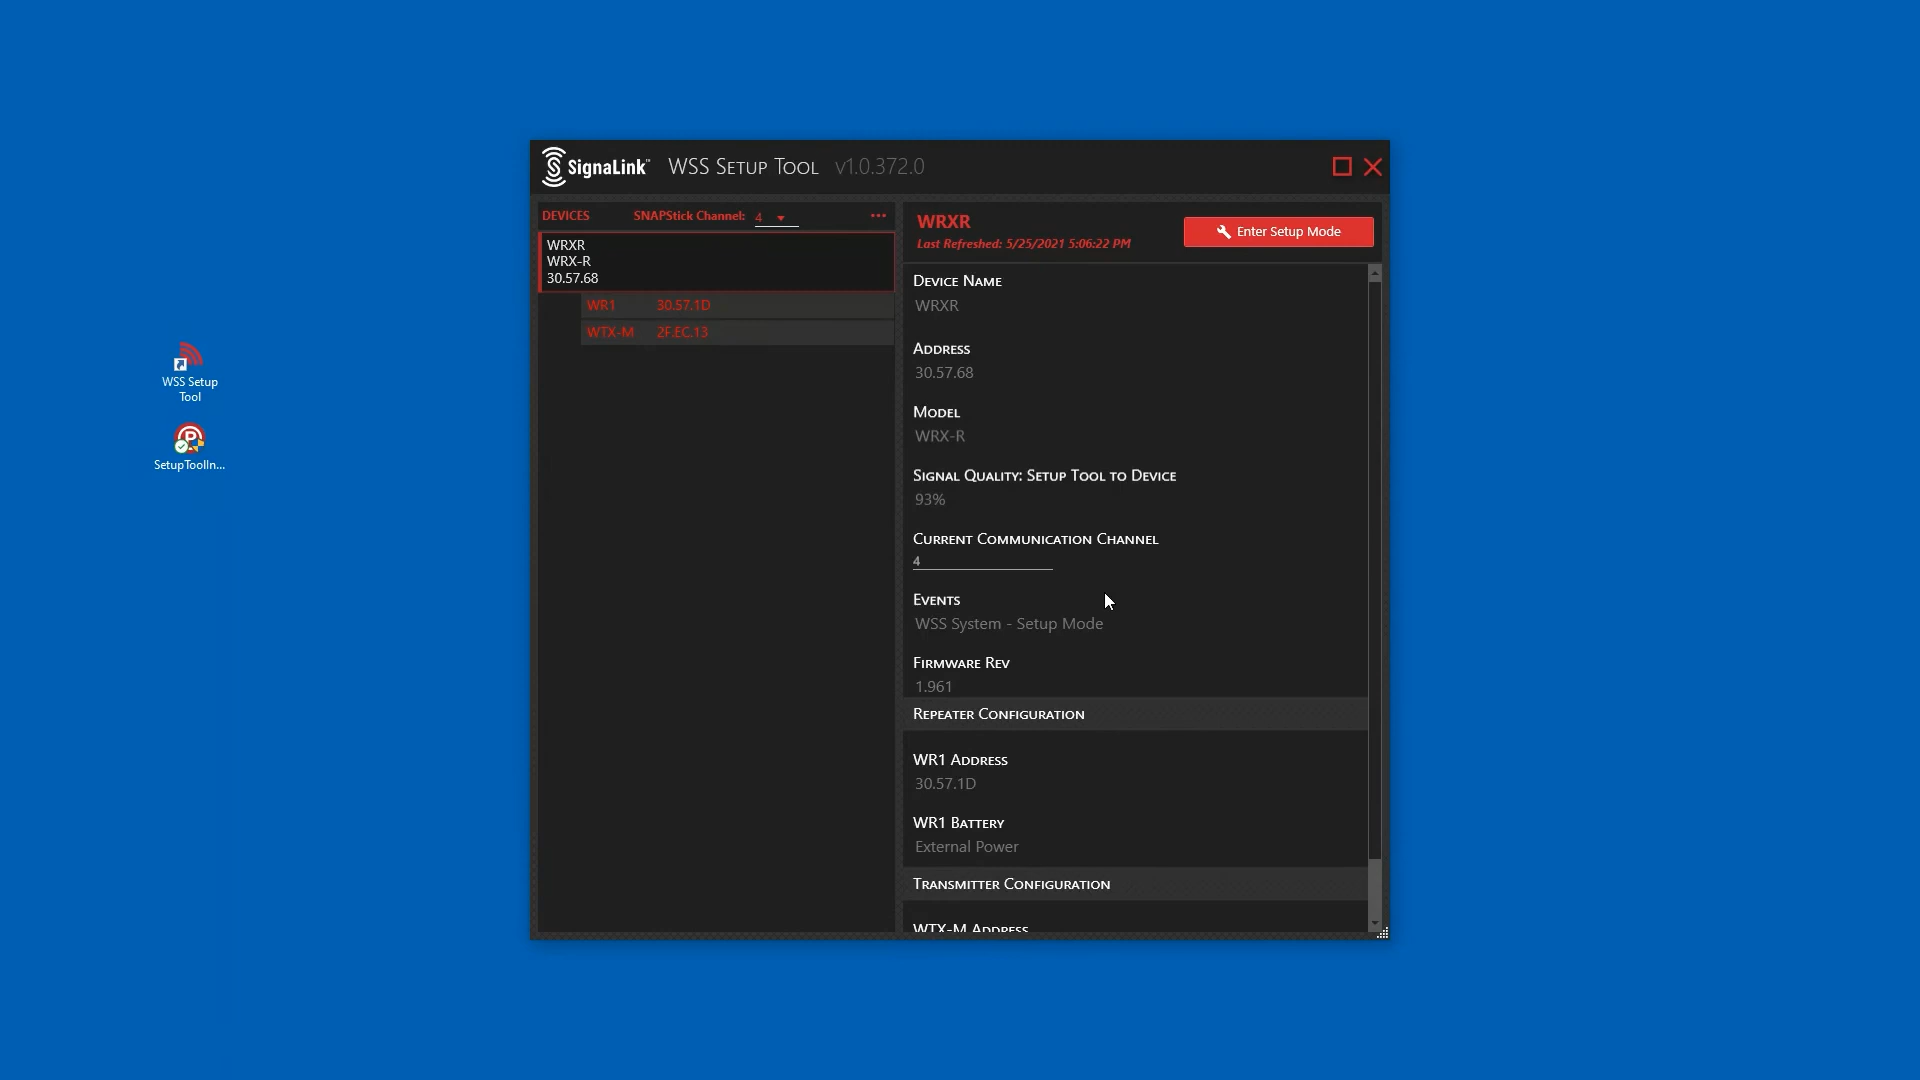 SignaLink™ WSS Setup Tool v1.0.372.0
DEVICES SNAPStick Channel: 4 ...
WRXR
WRX-R
30.57.68
WR1 30.57.1D
WTX-M 2F.EC.13
WRXR
Last Refreshed: 5/25/2021 5:06:22 PM
Enter Setup Mode
Device Name
WRXR
Address
30.57.68
Model
WRX-R
Signal Quality: Setup Tool to Device
93%
Current Communication Channel
4
Events
WSS System - Setup Mode
Firmware Rev
1.961
Repeater Configuration
WR1 Address
30.57.1D
WR1 Battery
External Power
Transmitter Configuration
WTX-M Address
WSS Setup
Tool
SetupToolIn...